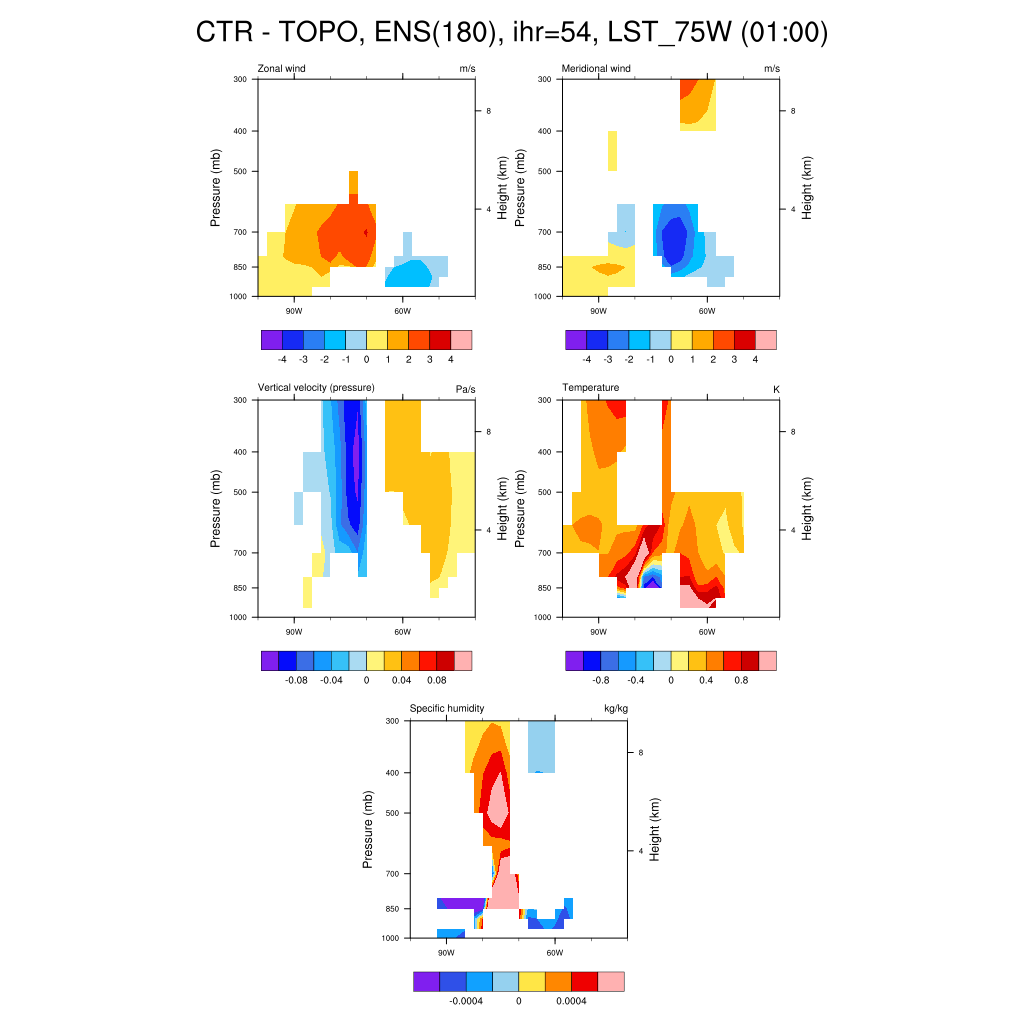 CTR - TOPO, ENS(180), ihr=54, LST_75W (01:00)
Zonal wind m/s
Pressure (mb)
300
400
500
700
850
1000
8
4
Height (km)
90W 60W
-4 -3 -2 -1 0 1 2 3 4
Meridional wind m/s
Pressure (mb)
300
400
500
700
850
1000
8
4
Height (km)
90W 60W
-4 -3 -2 -1 0 1 2 3 4
Vertical velocity (pressure) Pa/s
Pressure (mb)
300
400
500
700
850
1000
8
4
Height (km)
90W 60W
-0.08 -0.04 0 0.04 0.08
Temperature K
Pressure (mb)
300
400
500
700
850
1000
8
4
Height (km)
90W 60W
-0.8 -0.4 0 0.4 0.8
Specific humidity kg/kg
Pressure (mb)
300
400
500
700
850
1000
8
4
Height (km)
90W 60W
-0.0004 0 0.0004